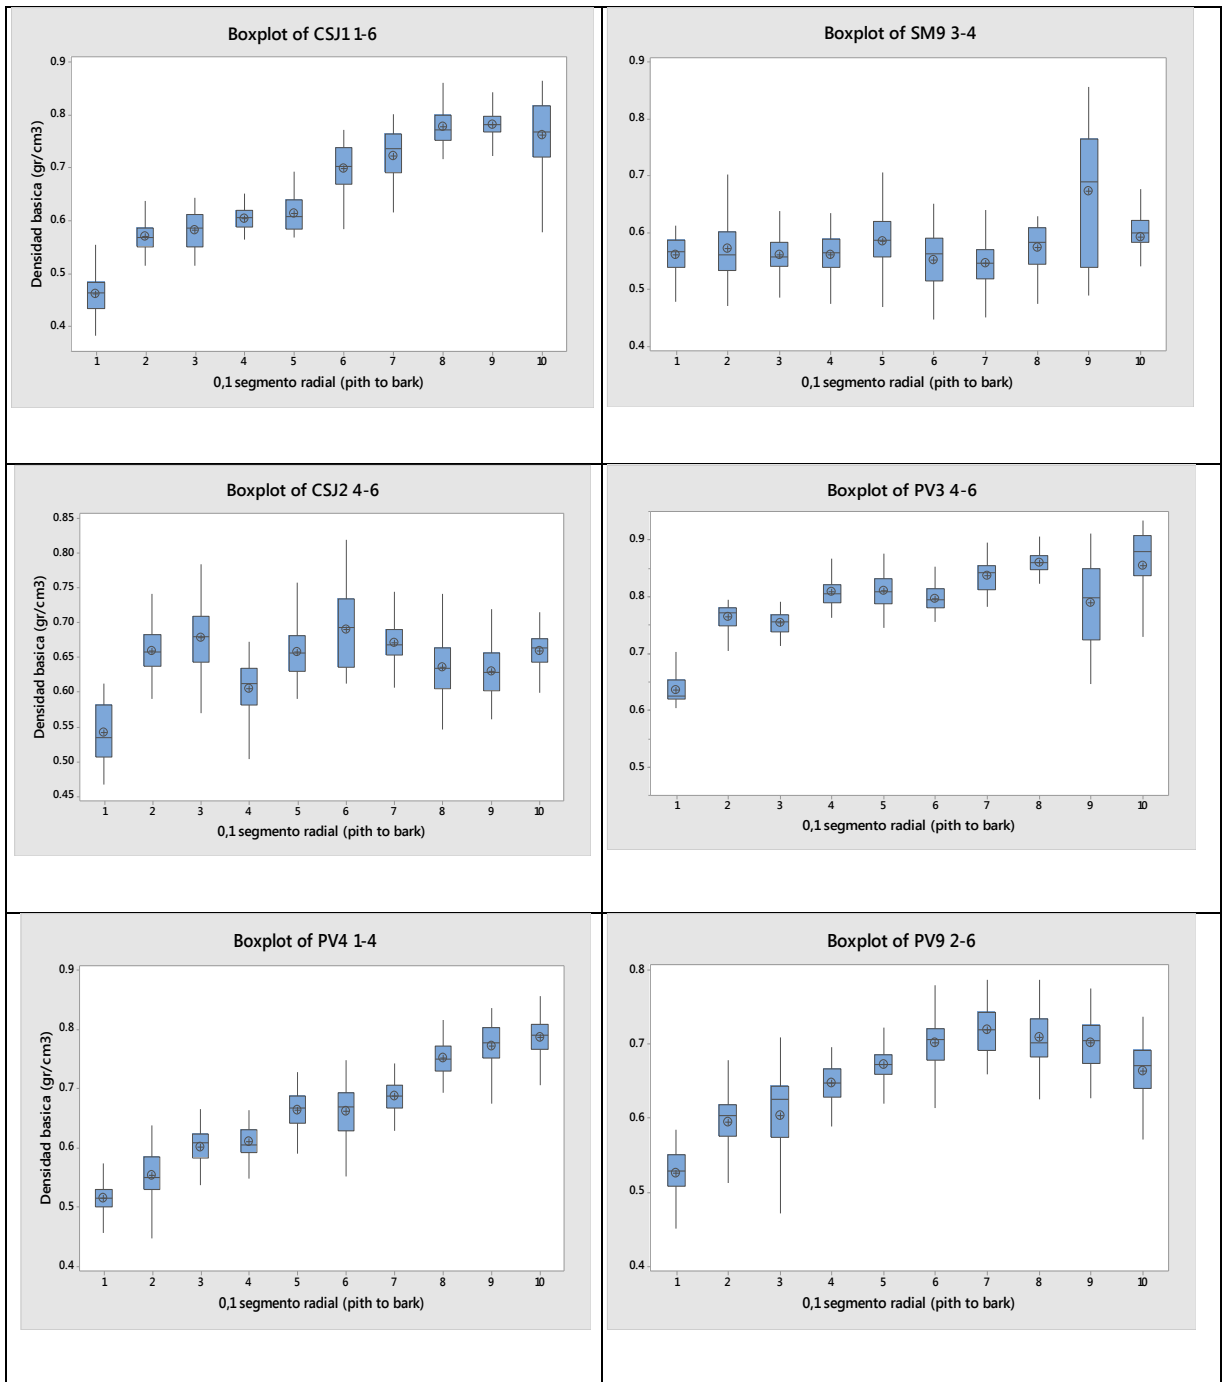 Boxplot of CSJ1 1-6
Densidad basica (gr/cm3)
0.9
0.8
0.7
0.6
0.5
0.4
1 2 3 4 5 6 7 8 9 10
0,1 segmento radial (pith to bark)
Boxplot of SM9 3-4
0.9
0.8
0.7
0.6
0.5
0.4
1 2 3 4 5 6 7 8 9 10
0,1 segmento radial (pith to bark)
Boxplot of CSJ2 4-6
Densidad basica (gr/cm3)
0.85
0.80
0.75
0.70
0.65
0.60
0.55
0.50
0.45
1 2 3 4 5 6 7 8 9 10
0,1 segmento radial (pith to bark)
Boxplot of PV3 4-6
0.9
0.8
0.7
0.6
0.5
1 2 3 4 5 6 7 8 9 10
0,1 segmento radial (pith to bark)
Boxplot of PV4 1-4
Densidad basica (gr/cm3)
0.9
0.8
0.7
0.6
0.5
0.4
1 2 3 4 5 6 7 8 9 10
0,1 segmento radial (pith to bark)
Boxplot of PV9 2-6
0.8
0.7
0.6
0.5
0.4
1 2 3 4 5 6 7 8 9 10
0,1 segmento radial (pith to bark)